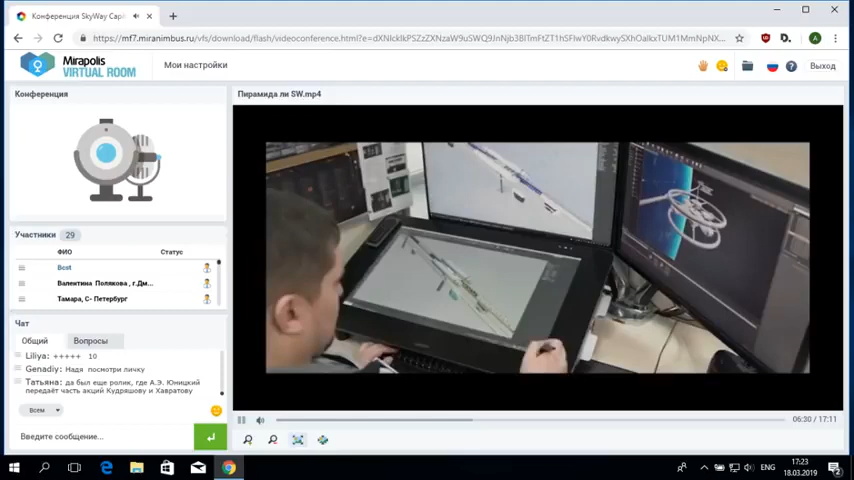 Конференция SkyWay Capi
https://mf7.miranimbus.ru/vfs/download/flash/videoconference.html?e=
Mirapolis
VIRTUAL ROOM
Мои настройки
Выход
Конференция
Пирамида ли SW.mp4
Участники 29
ФИО Статус
Best
Валентина Полякова , г.Дм...
Тамара, С- Петербург
Чат
Общий Вопросы
Liliya: +++++ 10
Genadiy: Надя посмотри личку
Татьяна: да был еще ролик, где А.Э. Юницкий
передаёт часть акций Кудряшову и Хавратову
Всем
Введите сообщение...
06:30 / 17:11
ENG
17:23
18.03.2019